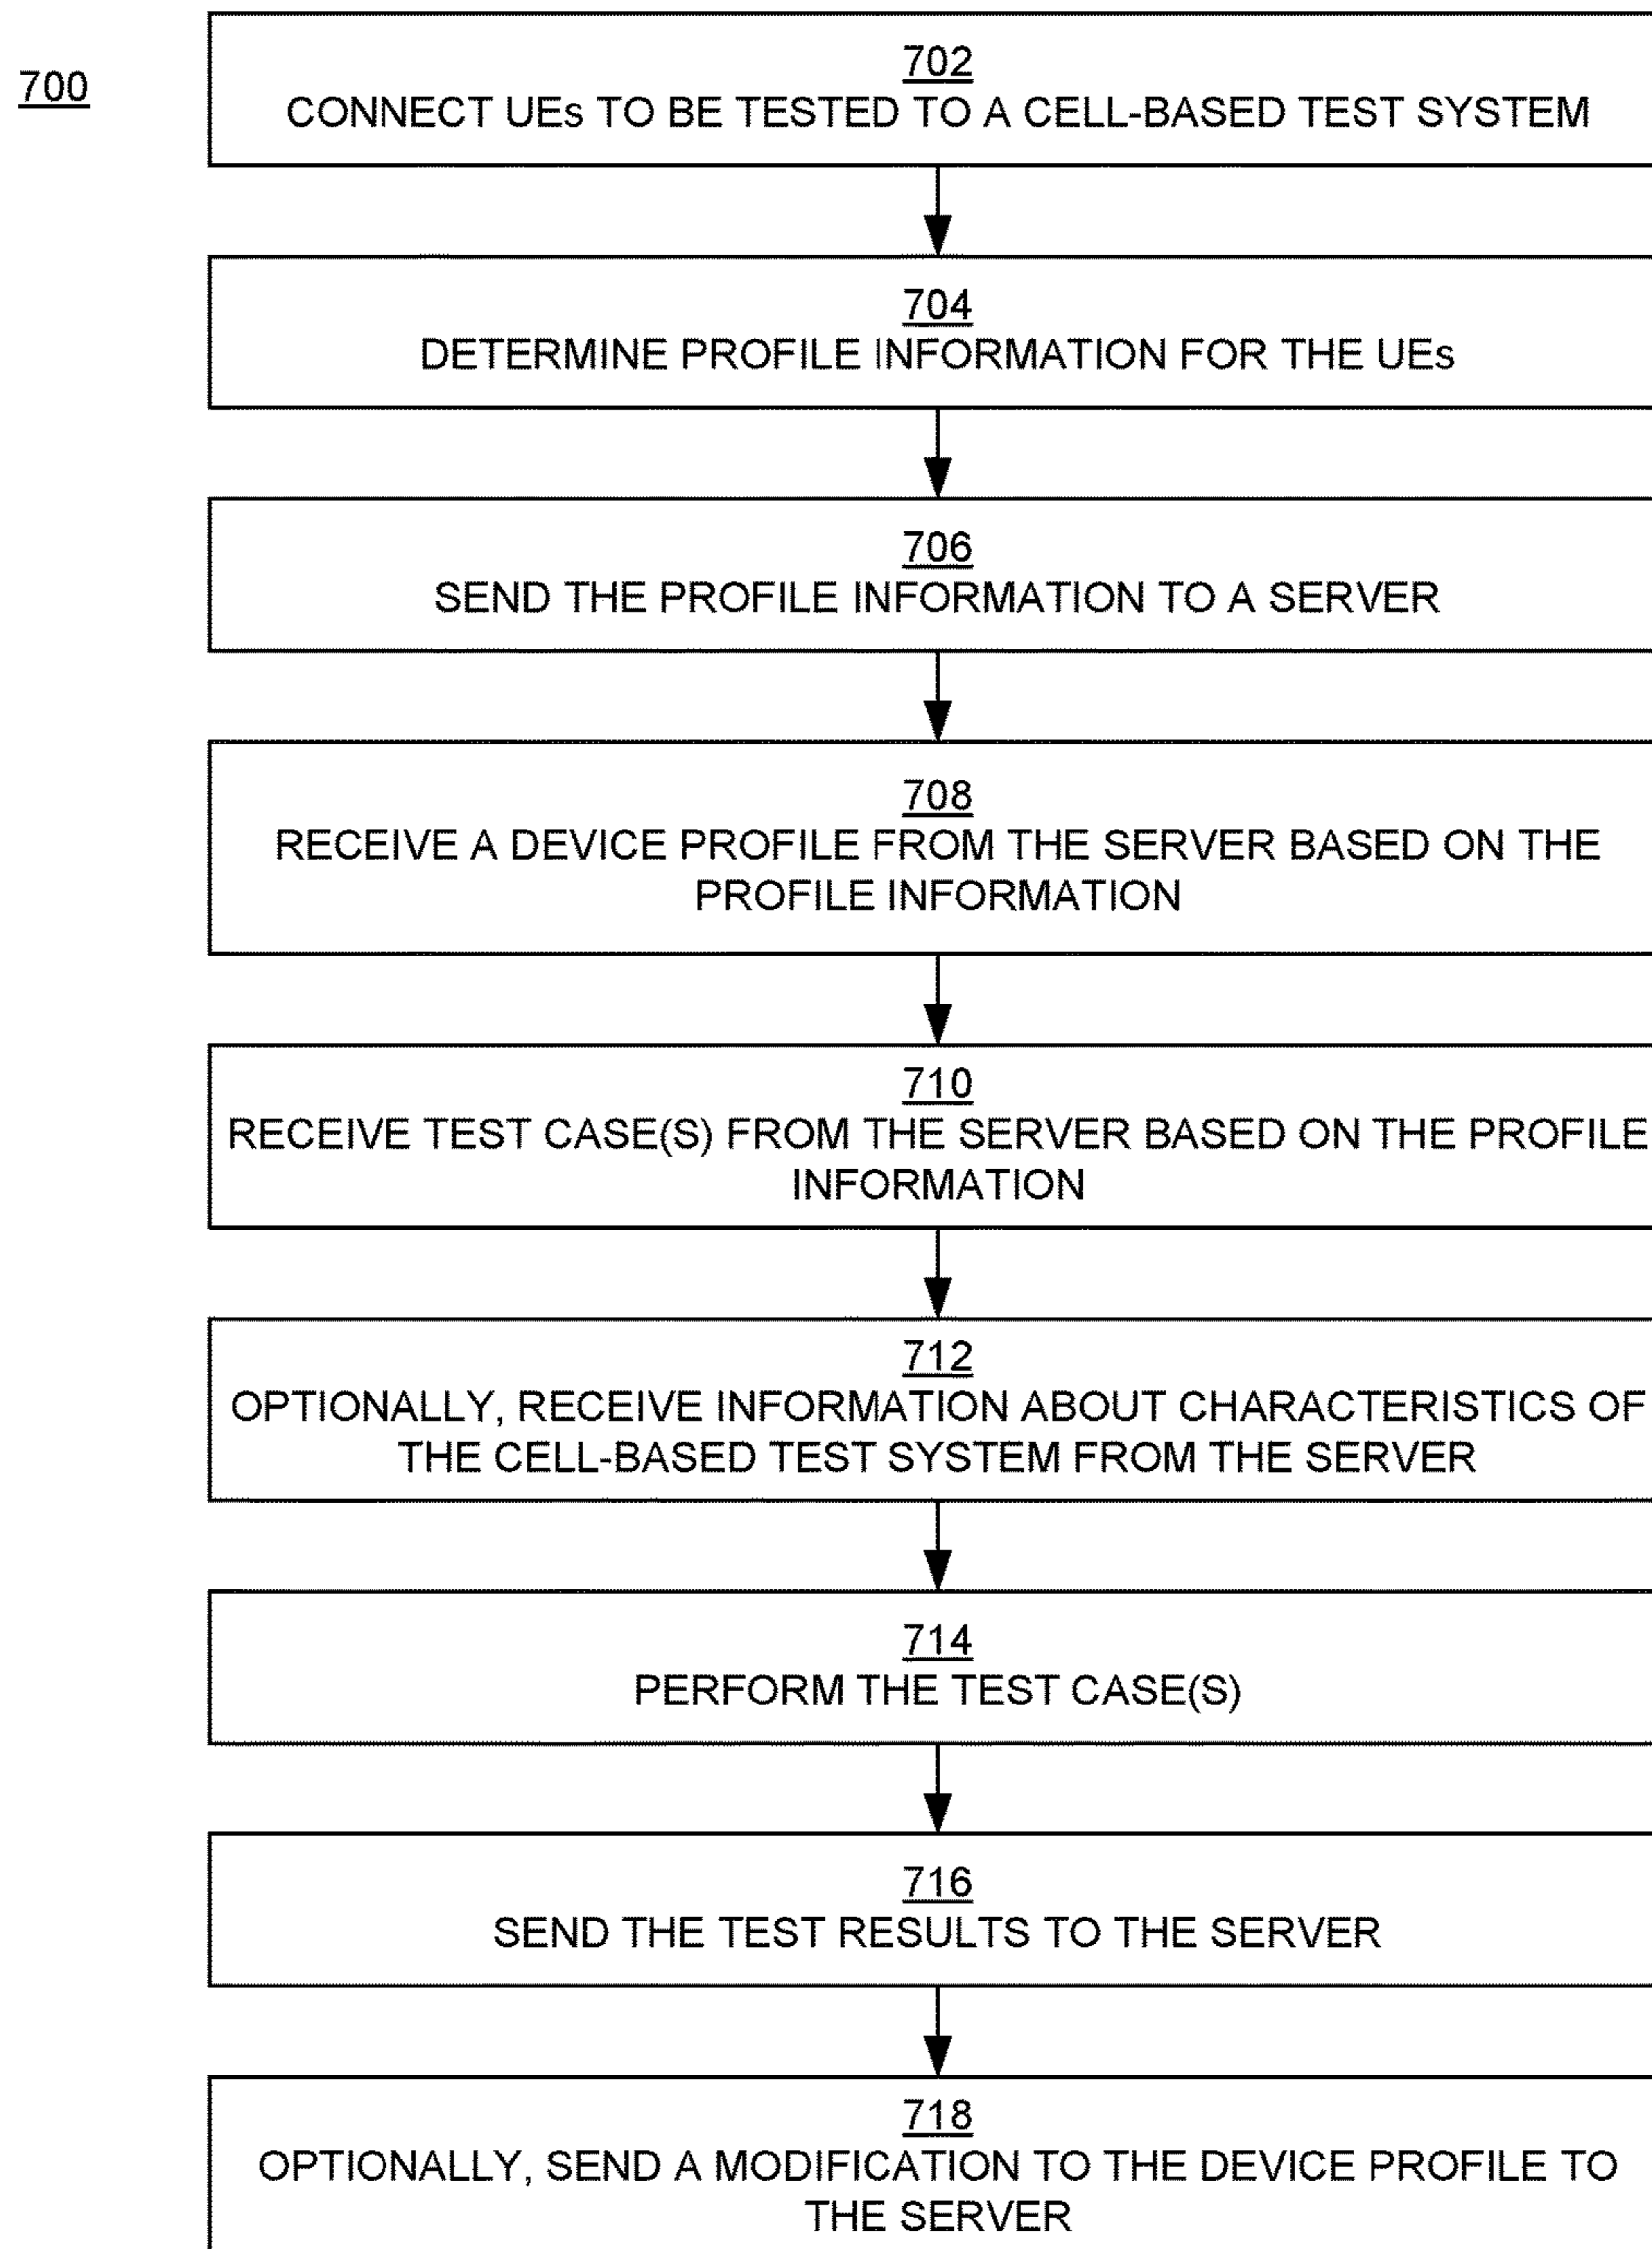 700
702
CONNECT UEs TO BE TESTED TO A CELL-BASED TEST SYSTEM
704
DETERMINE PROFILE INFORMATION FOR THE UEs
706
SEND THE PROFILE INFORMATION TO A SERVER
708
RECEIVE A DEVICE PROFILE FROM THE SERVER BASED ON THE
PROFILE INFORMATION
710
RECEIVE TEST CASE(S) FROM THE SERVER BASED ON THE PROFILE
INFORMATION
712
OPTIONALLY, RECEIVE INFORMATION ABOUT CHARACTERISTICS OF
THE CELL-BASED TEST SYSTEM FROM THE SERVER
714
PERFORM THE TEST CASE(S)
716
SEND THE TEST RESULTS TO THE SERVER
718
OPTIONALLY, SEND A MODIFICATION TO THE DEVICE PROFILE TO
THE SERVER